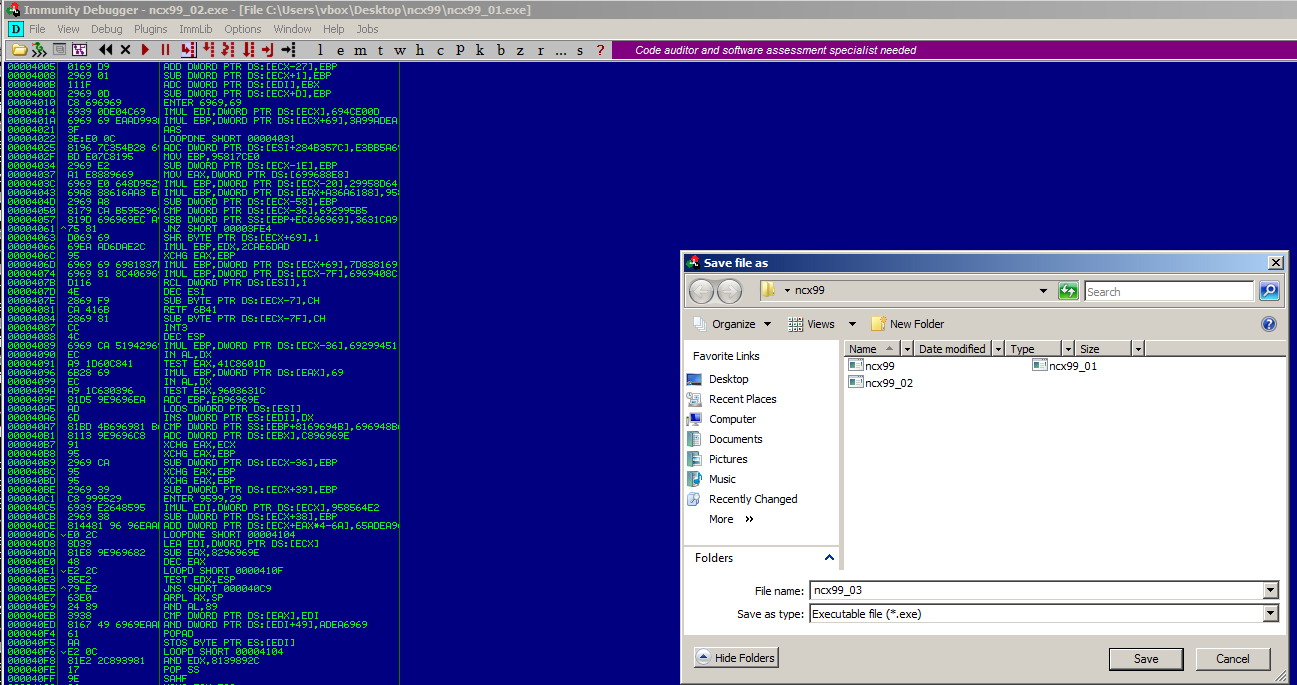 Immunity Debugger - ncx99_02.exe - [File C:\Users\vbox\Desktop\ncx99\ncx99_01.exe]
File View Debug Plugins ImmLib Options Window Help Jobs
l e m t w h c P k b z r ... s ? Code auditor and software assessment specialist needed
00004005 0169 D9 ADD DWORD PTR DS:[ECX-27],EBP
00004008 2969 01 SUB DWORD PTR DS:[ECX+1],EBP
0000400B 111F ADC DWORD PTR DS:[EDI],EBX
0000400D 2969 0D SUB DWORD PTR DS:[ECX+D],EBP
00004010 C8 696969 ENTER 6969,69
00004014 6939 0DE04C69 IMUL EDI,DWORD PTR DS:[ECX],694CE00D
0000401A 6969 69 EAAD993 IMUL EBP,DWORD PTR DS:[ECX+69],3A99ADEA
00004021 3F AAS
00004022 3E:E0 0C LOOPDNE SHORT 00004031
00004025 8196 7C354B28 6 ADC DWORD PTR DS:[ESI+284B357C],E3BB5A6
0000402F BD E07C8195 MOV EBP,95817CE0
00004034 2969 E2 SUB DWORD PTR DS:[ECX-1E],EBP
00004037 A1 E8889669 MOV EAX,DWORD PTR DS:[699688E8]
0000403C 6969 E0 648D952 IMUL EBP,DWORD PTR DS:[ECX-20],29958D64
00004043 69A8 88616AA3 E IMUL EBP,DWORD PTR DS:[EAX+A36A6188],95
0000404D 2969 A8 SUB DWORD PTR DS:[ECX-58],EBP
00004050 8179 CA B595296 CMP DWORD PTR DS:[ECX-36],692995B5
00004057 819D 696969EC A SBB DWORD PTR SS:[EBP+EC696969],3631CA9
00004061 ^75 81 JNZ SHORT 00003FE4
00004063 D069 69 SHR BYTE PTR DS:[ECX+69],1
00004066 69EA AD6DAE2C IMUL EBP,EDX,2CAE6DAD
0000406C 95 XCHG EAX,EBP
0000406D 6969 69 6981837 IMUL EBP,DWORD PTR DS:[ECX+69],7D838169
00004074 6969 81 8C40696 IMUL EBP,DWORD PTR DS:[ECX-7F],6969408C
0000407B D116 RCL DWORD PTR DS:[ESI],1
0000407D 4E DEC ESI
0000407E 2869 F9 SUB BYTE PTR DS:[ECX-7],CH
00004081 CA 416B RETF 6B41
00004084 2869 81 SUB BYTE PTR DS:[ECX-7F],CH
00004087 CC INT3
00004088 4C DEC ESP
00004089 6969 CA 5194296 IMUL EBP,DWORD PTR DS:[ECX-36],69299451
00004090 EC IN AL,DX
00004091 A9 1D60C841 TEST EAX,41C8601D
00004096 6B28 69 IMUL EBP,DWORD PTR DS:[EAX],69
00004099 EC IN AL,DX
0000409A A9 1C630396 TEST EAX,9603631C
0000409F 81D5 9E9696EA ADC EBP,EA96969E
000040A5 AD LODS DWORD PTR DS:[ESI]
000040A6 6D INS DWORD PTR ES:[EDI],DX
000040A7 81BD 4B696981 B CMP DWORD PTR SS:[EBP+8169694B],696948B
000040B1 8113 9E9696C8 ADC DWORD PTR DS:[EBX],C896969E
000040B7 91 XCHG EAX,ECX
000040B8 95 XCHG EAX,EBP
000040B9 2969 CA SUB DWORD PTR DS:[ECX-36],EBP
000040BC 95 XCHG EAX,EBP
000040BD 95 XCHG EAX,EBP
000040BE 2969 39 SUB DWORD PTR DS:[ECX+39],EBP
000040C1 C8 999529 ENTER 9599,29
000040C5 6939 E2648595 IMUL EDI,DWORD PTR DS:[ECX],958564E2
000040CB 2969 38 SUB DWORD PTR DS:[ECX+38],EBP
000040CE 814481 96 96EAA ADD DWORD PTR DS:[ECX+EAX*4-6A],65ADEA9
000040D6 E0 2C LOOPDNE SHORT 00004104
000040D8 8D39 LEA EDI,DWORD PTR DS:[ECX]
000040DA 81E8 9E969682 SUB EAX,8296969E
000040E0 48 DEC EAX
000040E1 E2 2C LOOPD SHORT 0000410F
000040E3 85E2 TEST EDX,ESP
000040E5 ^79 E2 JNS SHORT 000040C9
000040E7 63E0 ARPL AX,SP
000040E9 24 89 AND AL,89
000040EB 3938 CMP DWORD PTR DS:[EAX],EDI
000040ED 8167 49 6969EAA AND DWORD PTR DS:[EDI+49],ADEA6969
000040F4 61 POPAD
000040F5 AA STOS BYTE PTR ES:[EDI]
000040F6 E2 0C LOOPD SHORT 00004104
000040F8 81E2 2C898981 AND EDX,8189892C
000040FE 17 POP SS
000040FF 9E SAHF
Save file as
ncx99
Search
Organize Views New Folder
Favorite Links
Desktop
Recent Places
Computer
Documents
Pictures
Music
Recently Changed
More »
Folders
Name Date modified Type Size
ncx99 ncx99_01
ncx99_02
File name: ncx99_03
Save as type: Executable file (*.exe)
Hide Folders Save Cancel